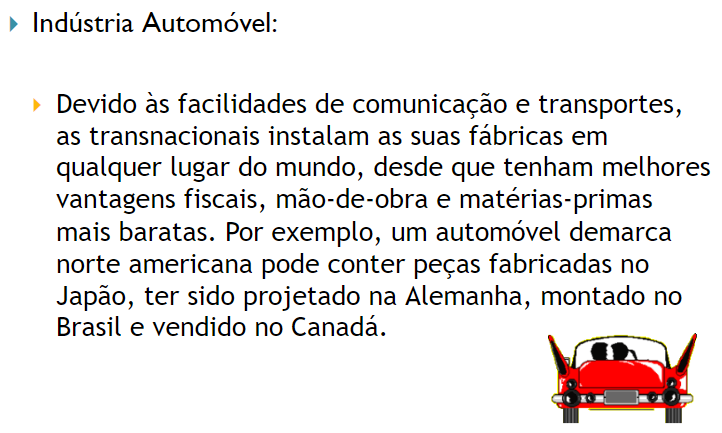 Indústria Automóvel:
Devido às facilidades de comunicação e transportes,
as transnacionais instalam as suas fábricas em
qualquer lugar do mundo, desde que tenham melhores
vantagens fiscais, mão-de-obra e matérias-primas
mais baratas. Por exemplo, um automóvel demarca
norte americana pode conter peças fabricadas no
Japão, ter sido projetado na Alemanha, montado no
Brasil e vendido no Canadá.